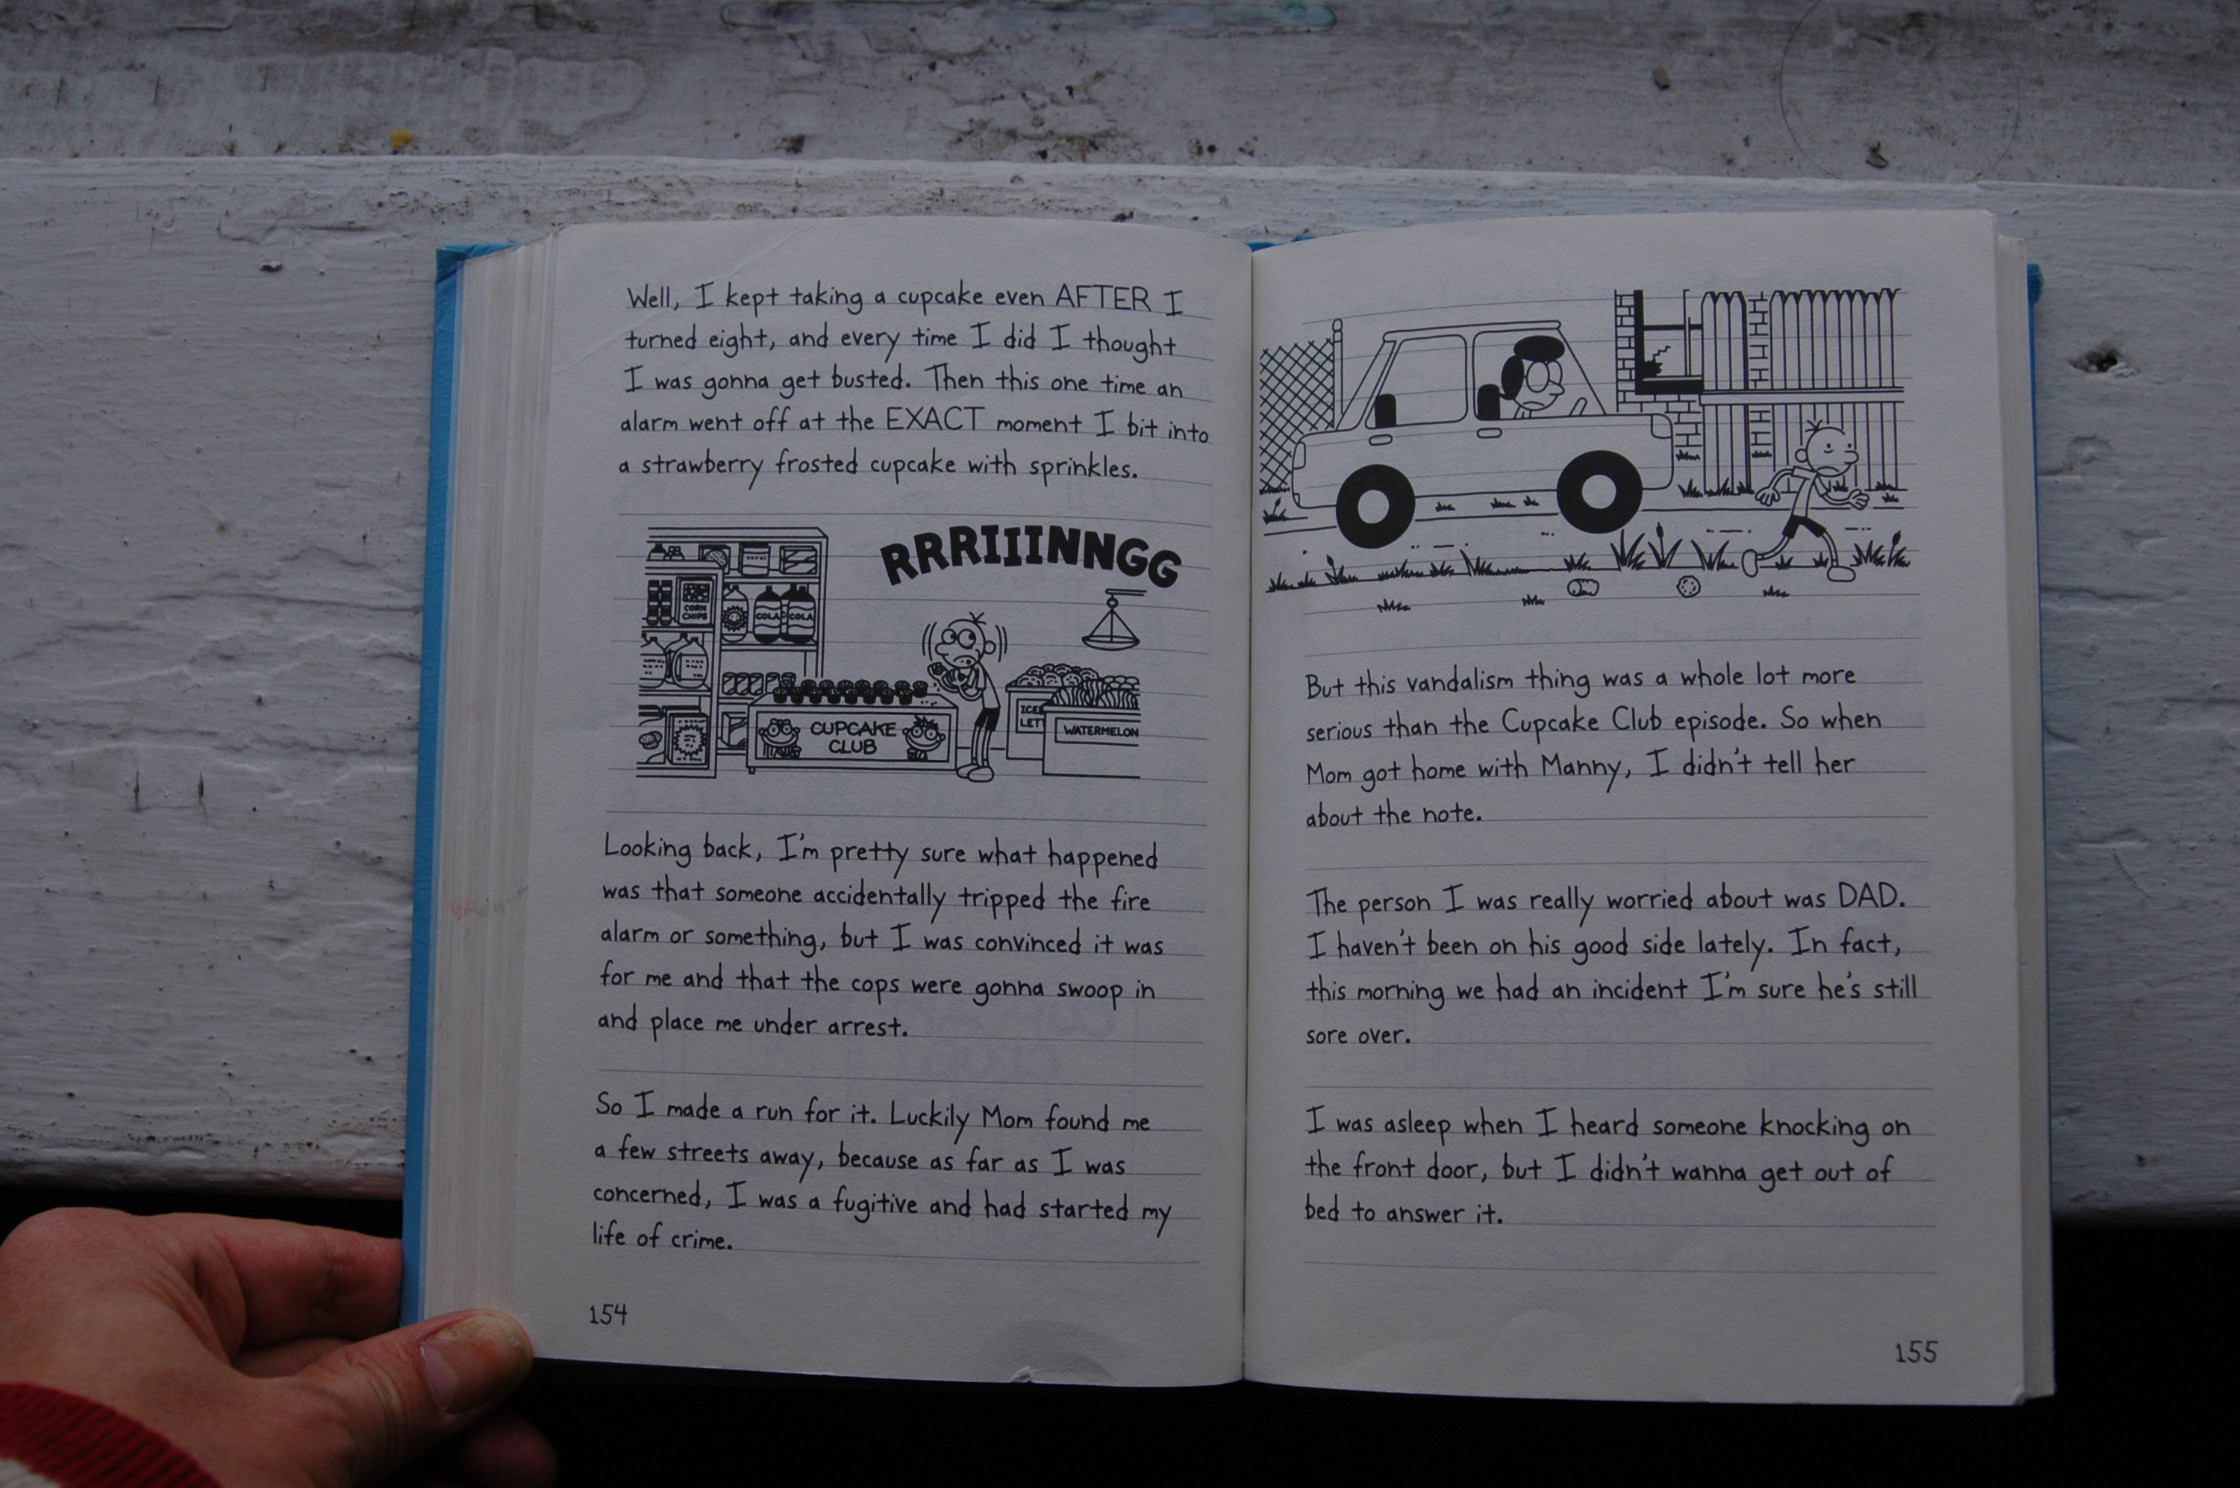 Well, I kept taking a cupcake even AFTER I
turned eight, and every time I did I thought
I was gonna get busted. Then this one time an
alarm went off at the EXACT moment I bit into
a strawberry frosted cupcake with sprinkles.
RRRIIINNGG
CORN
CHIPS
COLA COLA
CUPCAKE
CLUB
ICEB
LETT
WATERMELON
Looking back, I'm pretty sure what happened
was that someone accidentally tripped the fire
alarm or something, but I was convinced it was
for me and that the cops were gonna swoop in
and place me under arrest.
So I made a run for it. Luckily Mom found me
a few streets away, because as far as I was
concerned, I was a fugitive and had started my
life of crime.
154
But this vandalism thing was a whole lot more
serious than the Cupcake Club episode. So when
Mom got home with Manny, I didn't tell her
about the note.
The person I was really worried about was DAD.
I haven't been on his good side lately. In fact,
this morning we had an incident I'm sure he's still
sore over.
I was asleep when I heard someone knocking on
the front door, but I didn't wanna get out of
bed to answer it.
155